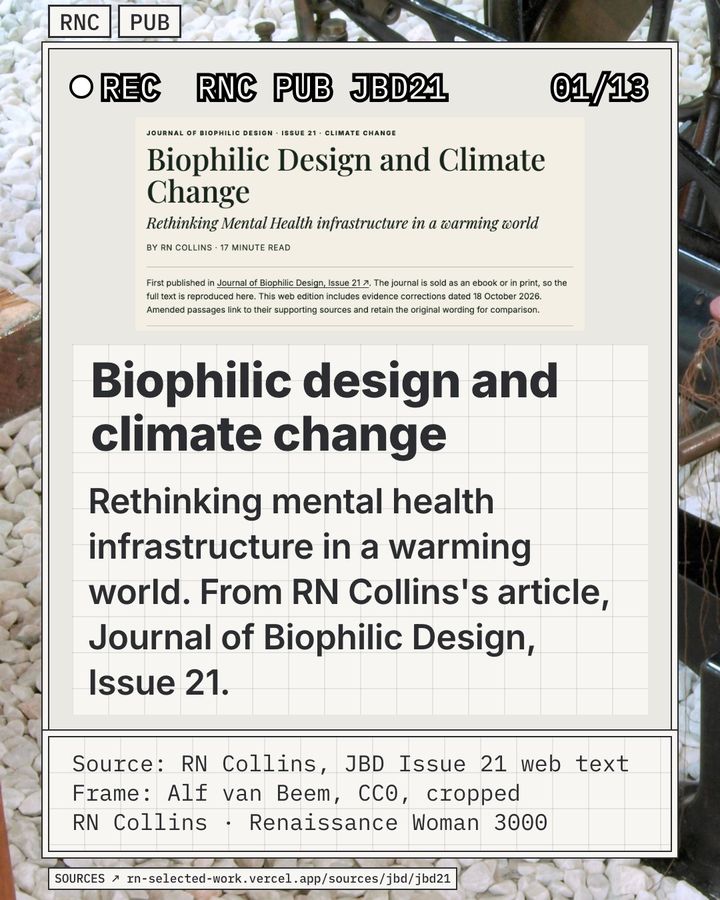 RNC PUB
REC RNC PUB JBD21 01/13
JOURNAL OF BIOPHILIC DESIGN · ISSUE 21 · CLIMATE CHANGE
Biophilic Design and Climate
Change
Rethinking Mental Health infrastructure in a warming world
BY RN COLLINS · 17 MINUTE READ
First published in Journal of Biophilic Design, Issue 21 ↗. The journal is sold as an ebook or in print, so the
full text is reproduced here. This web edition includes evidence corrections dated 18 October 2026.
Amended passages link to their supporting sources and retain the original wording for comparison.
Biophilic design and
climate change
Rethinking mental health
infrastructure in a warming
world. From RN Collins's article,
Journal of Biophilic Design,
Issue 21.
Source: RN Collins, JBD Issue 21 web text
Frame: Alf van Beem, CC0, cropped
RN Collins · Renaissance Woman 3000
SOURCES ↗ rn-selected-work.vercel.app/sources/jbd/jbd21